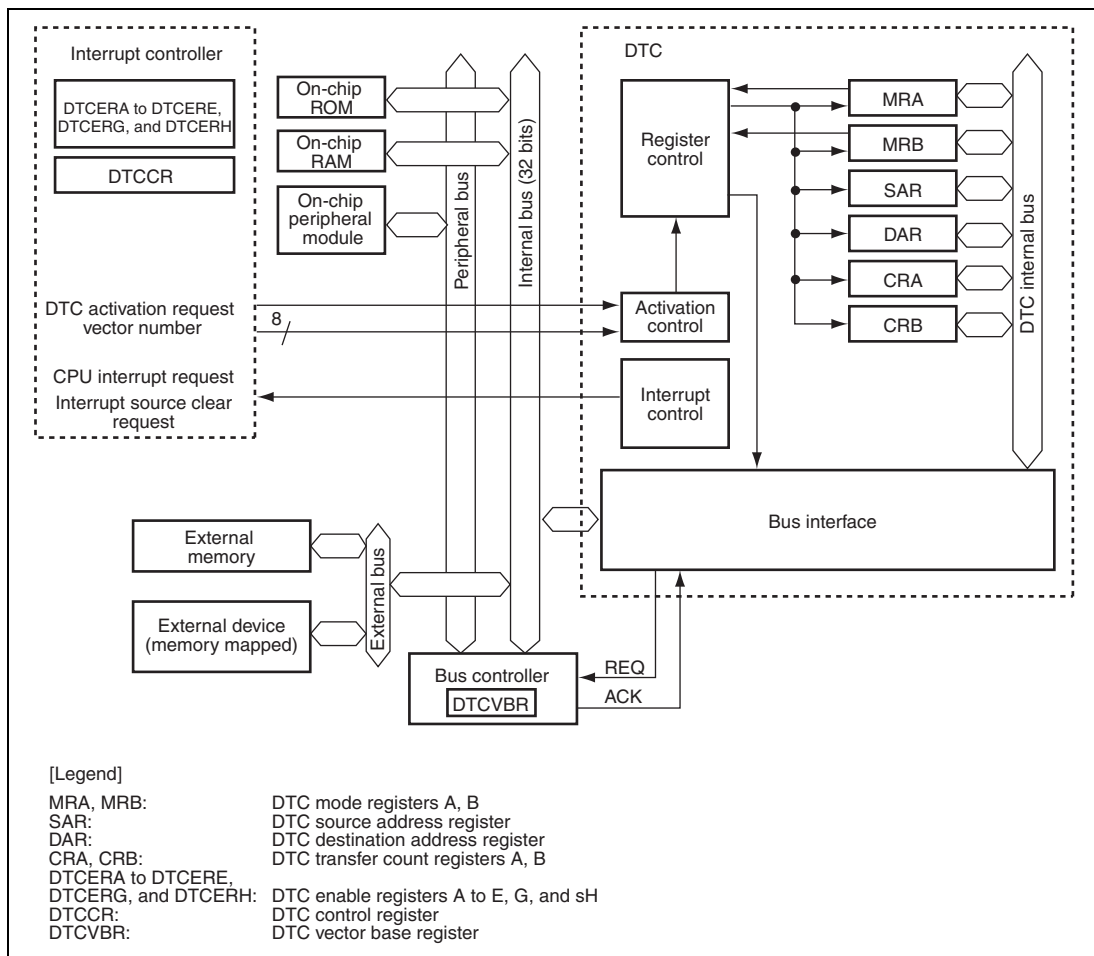 Interrupt controller
DTCERA to DTCERE,
DTCERG, and DTCERH
DTCCR
DTC activation request
vector number
8
CPU interrupt request
Interrupt source clear
request
On-chip
ROM
On-chip
RAM
On-chip
peripheral
module
Peripheral bus
Internal bus (32 bits)
DTC
Register
control
Activation
control
Interrupt
control
MRA
MRB
SAR
DAR
CRA
CRB
DTC internal bus
Bus interface
External
memory
External device
(memory mapped)
External bus
Bus controller
DTCVBR
REQ
ACK
[Legend]
MRA, MRB: DTC mode registers A, B
SAR: DTC source address register
DAR: DTC destination address register
CRA, CRB: DTC transfer count registers A, B
DTCERA to DTCERE,
DTCERG, and DTCERH: DTC enable registers A to E, G, and sH
DTCCR: DTC control register
DTCVBR: DTC vector base register